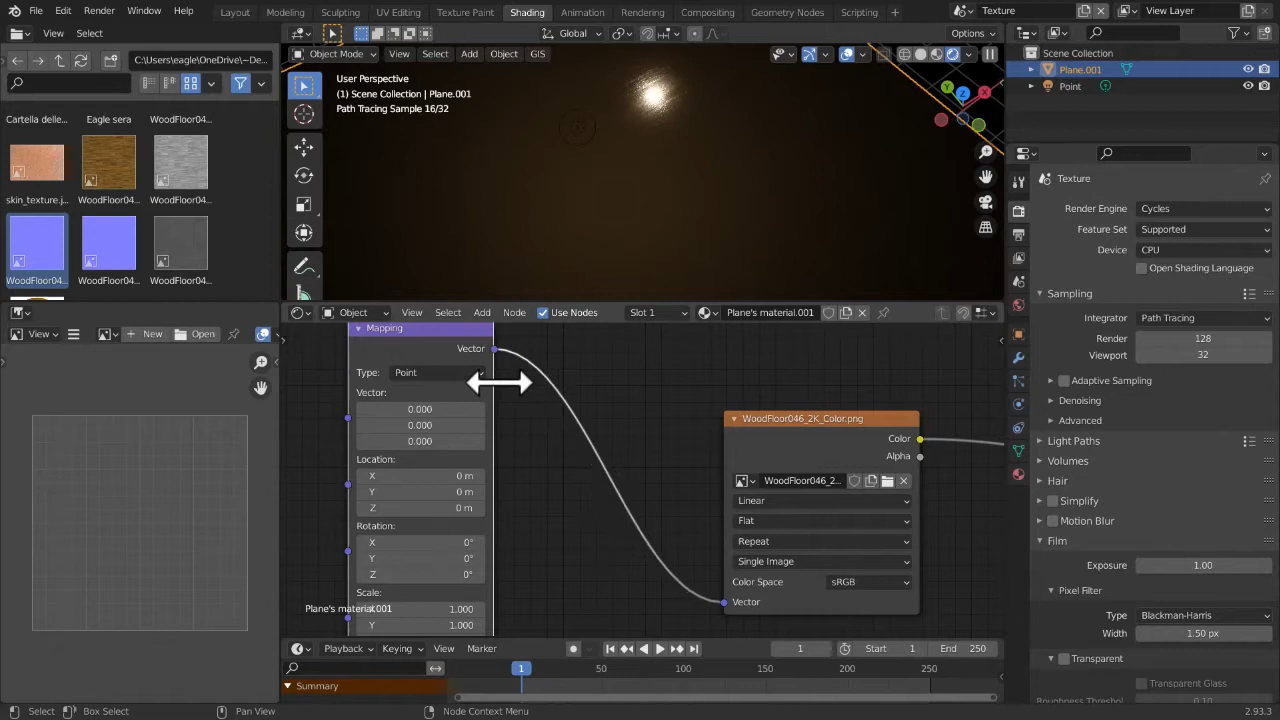 File Edit Render Window Help Layout Modeling Sculpting UV Editing Texture Paint Shading Animation Rendering Compositing Geometry Nodes Scripting + Texture View Layer
View Select Global Options
C:\Users\eagle\OneDrive\~De...
Object Mode View Select Add Object GIS
User Perspective
(1) Scene Collection | Plane.001
Path Tracing Sample 16/32
Z Y X
Scene Collection
Plane.001
Point
Cartella delle... Eagle sera WoodFloor04...
skin_texture.j... WoodFloor04... WoodFloor04...
WoodFloor04... WoodFloor04... WoodFloor04...
Texture
Render Engine Cycles
Feature Set Supported
Device CPU
Open Shading Language
Sampling
Integrator Path Tracing
Render 128
Viewport 32
Adaptive Sampling
Denoising
Advanced
Light Paths
Volumes
Hair
Simplify
Motion Blur
Film
Exposure 1.00
Pixel Filter
Type Blackman-Harris
Width 1.50 px
Transparent
Transparent Glass
Roughness Threshol. 0.10
View New Open
Object View Select Add Node Use Nodes Slot 1 Plane's material.001
Mapping
Vector
Type: Point
Vector:
0.000
0.000
0.000
Location:
X 0 m
Y 0 m
Z 0 m
Rotation:
X 0°
Y 0°
Z 0°
Scale:
X 1.000
Y 1.000
Plane's material.001
WoodFloor046_2K_Color.png
Color
Alpha
WoodFloor046_2...
Linear
Flat
Repeat
Single Image
Color Space sRGB
Vector
Playback Keying View Marker 1 Start 1 End 250
1 50 100 150 200 250
Summary
Select Box Select Pan View Node Context Menu 2.93.3